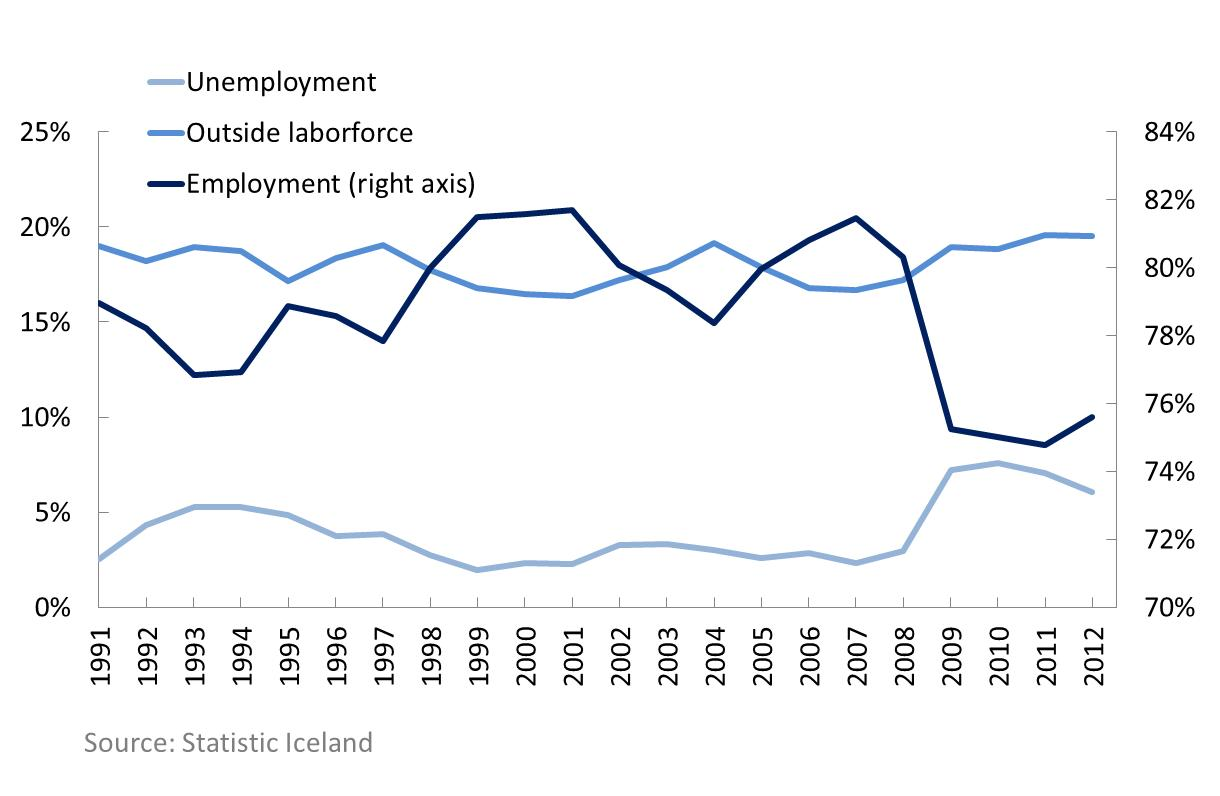 Unemployment
25% Outside laborforce 84%
Employment (right axis)
82%
20%
80%
15%
78%
10%
76%
74%
5%
72%
0% 70%
1991 1992 1993 1994 1995 1996 1997 1998 1999 2000 2001 2002 2003 2004 2005 2006 2007 2008 2009 2010 2011 2012
Source: Statistic Iceland